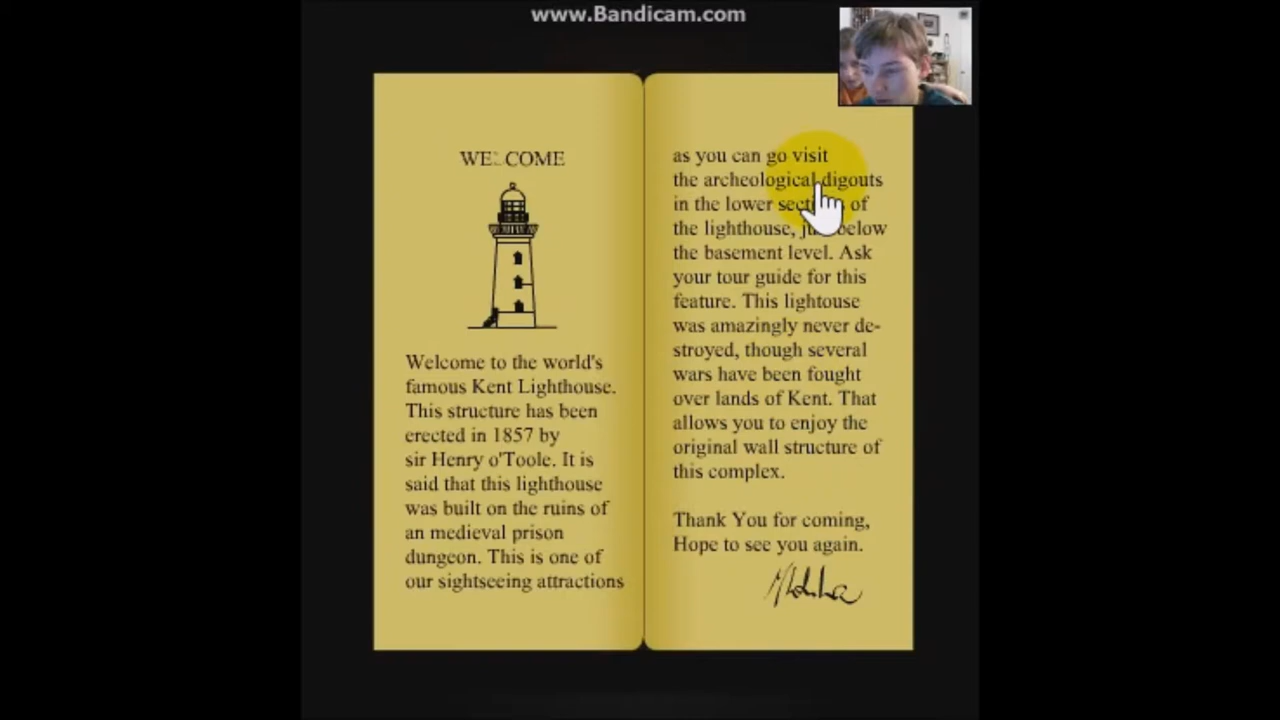 www.Bandicam.com
WELCOME
Welcome to the world's
famous Kent Lighthouse.
This structure has been
erected in 1857 by
sir Henry o'Toole. It is
said that this lighthouse
was built on the ruins of
an medieval prison
dungeon. This is one of
our sightseeing attractions
as you can go visit
the archeological digouts
in the lower of
the lighthouse, below
the basement level. Ask
your tour guide for this
feature. This lightouse
was amazingly never de-
stroyed, though several
wars have been fought
over lands of Kent. That
allows you to enjoy the
original wall structure of
this complex.
Thank You for coming,
Hope to see you again.